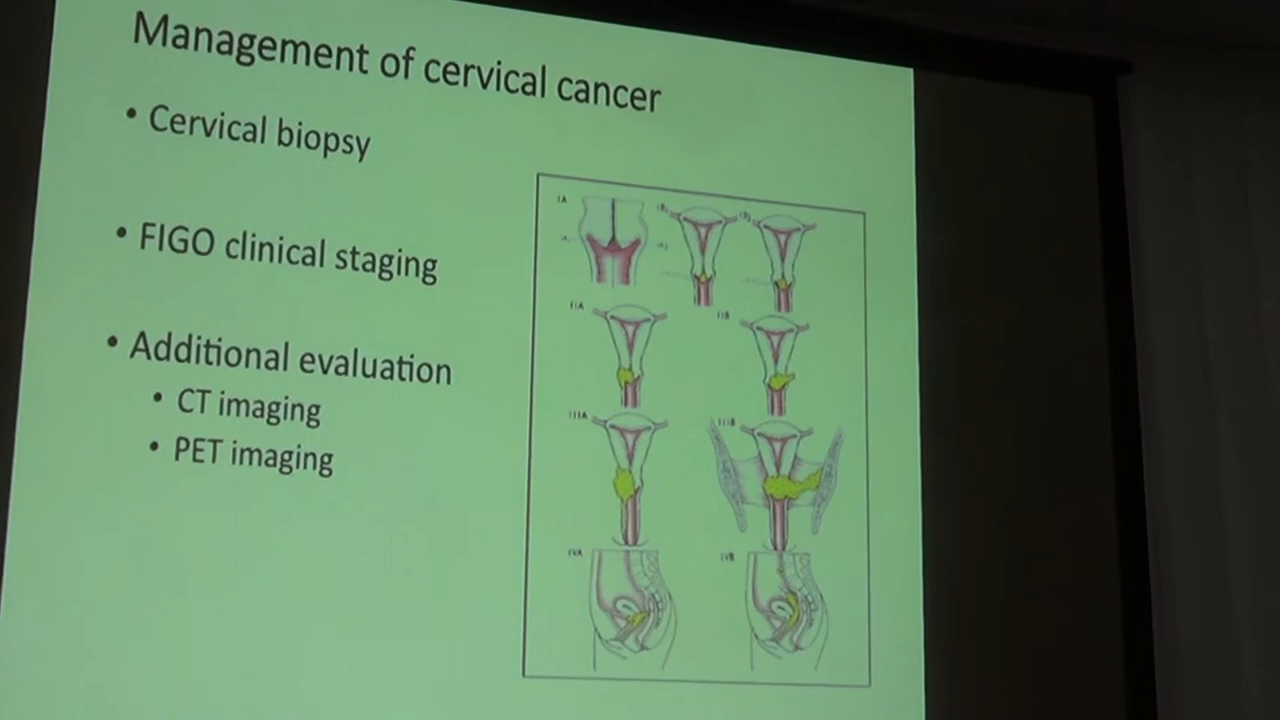 Management of cervical cancer
• Cervical biopsy
• FIGO clinical staging
• Additional evaluation
• CT imaging
• PET imaging
IA
IIA
IIB
IIIA
IIIB
IVA
IVB